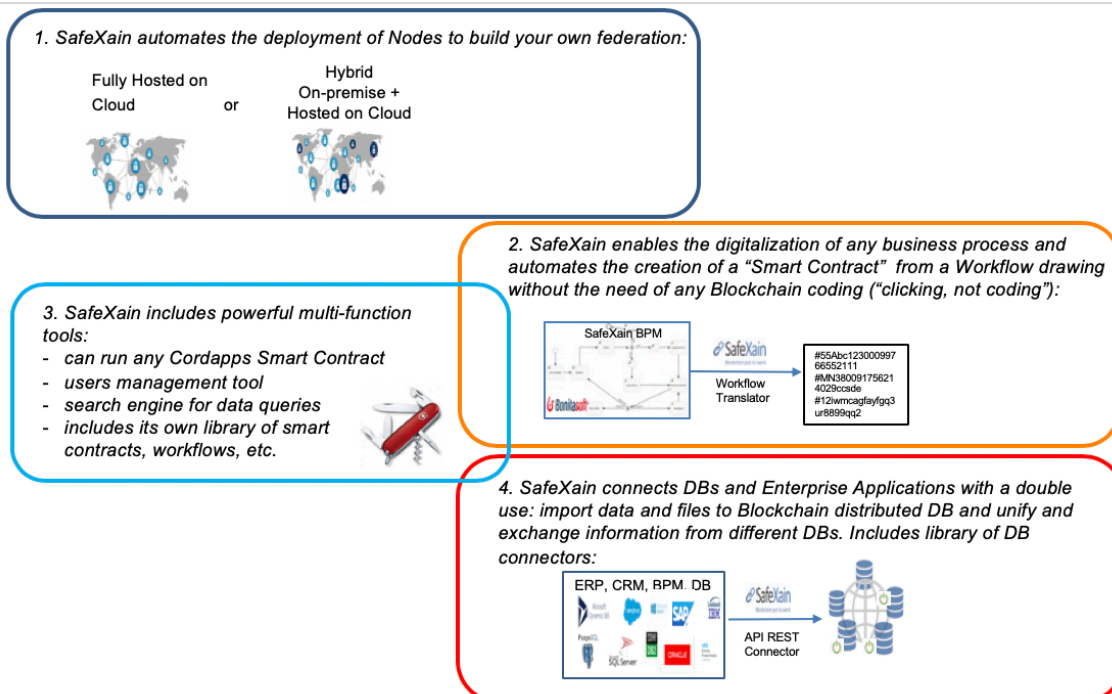 1. SafeXain automates the deployment of Nodes to build your own federation:
Fully Hosted on
Cloud
or
Hybrid
On-premise +
Hosted on Cloud
2. SafeXain enables the digitalization of any business process and
automates the creation of a “Smart Contract” from a Workflow drawing
without the need of any Blockchain coding (“clicking, not coding”):
SafeXain BPM
Bonitasoft
SafeXain
Workflow
Translator
#55Abc123000997
66552111
#MN38009175621
4029ccsde
#12iwmcagfayfgq3
ur8899qq2
3. SafeXain includes powerful multi-function
tools:
- can run any Cordapps Smart Contract
- users management tool
- search engine for data queries
- includes its own library of smart
contracts, workflows, etc.
4. SafeXain connects DBs and Enterprise Applications with a double
use: import data and files to Blockchain distributed DB and unify and
exchange information from different DBs. Includes library of DB
connectors:
ERP, CRM, BPM, DB
Microsoft
Dynamics 365
SAP
IBM
SQL Server
DB2
ORACLE
SafeXain
API REST
Connector